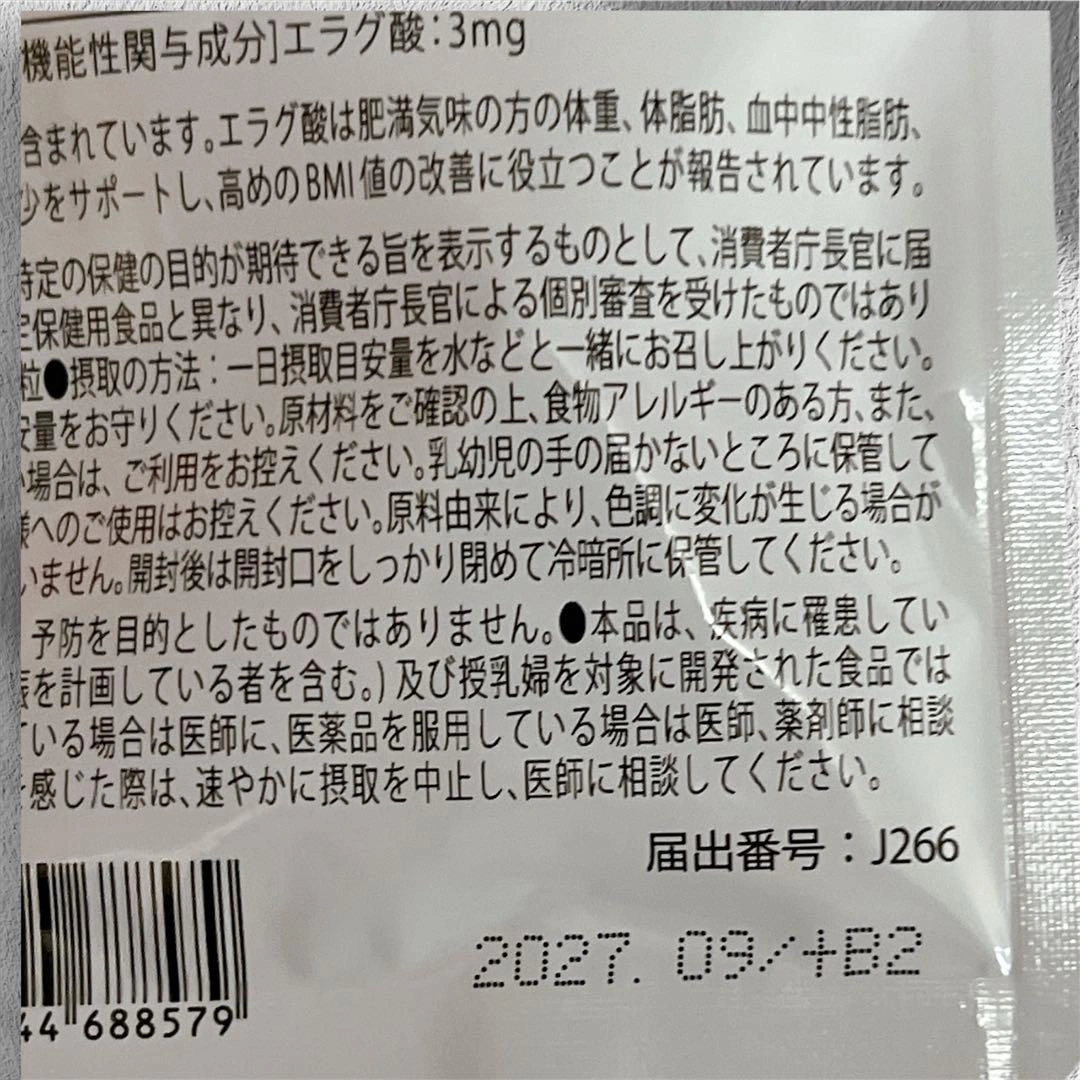 機能性関与成分]エラグ酸:3mg
含まれています。エラグ酸は肥満気味の方の体重、体脂肪、血中中性脂肪、
少をサポートし、高めのBMI値の改善に役立つことが報告されています。
特定の保健の目的が期待できる旨を表示するものとして、消費者庁長官に届
定保健用食品と異なり、消費者庁長官による個別審査を受けたものではあり
粒●摂取の方法:一日摂取目安量を水などと一緒にお召し上がりください。
安量をお守りください。原材料をご確認の上、食物アレルギーのある方、また、
場合は、ご利用をお控えください。乳幼児の手の届かないところに保管して
様へのご使用はお控えください。原料由来により、色調に変化が生じる場合が
いません。開封後は開封口をしっかり閉めて冷暗所に保管してください。
予防を目的としたものではありません。●本品は、疾病に罹患してい
を計画している者を含む。)及び授乳婦を対象に開発された食品では
いる場合は医師に、医薬品を服用している場合は医師、薬剤師に相談
感じた際は、速やかに摂取を中止し、医師に相談してください。
届出番号:J266
2027.09/+B2
44 688579